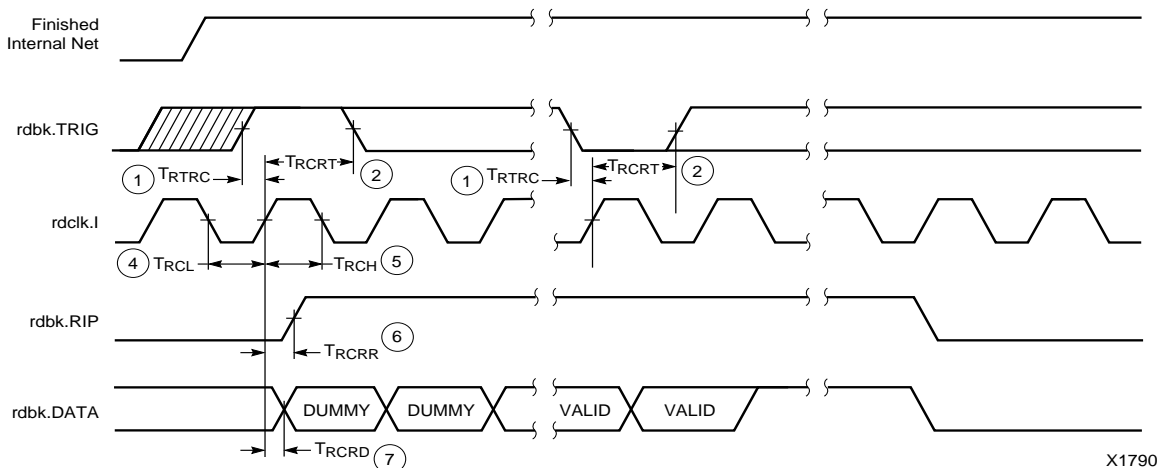 Finished
Internal Net
rdbk.TRIG
TRCRT
TRCRT
1 TRTRC
2
1 TRTRC
2
rdclk.I
4 TRCL
TRCH 5
rdbk.RIP
TRCRR 6
rdbk.DATA
DUMMY
DUMMY
VALID
VALID
TRCRD 7
X1790